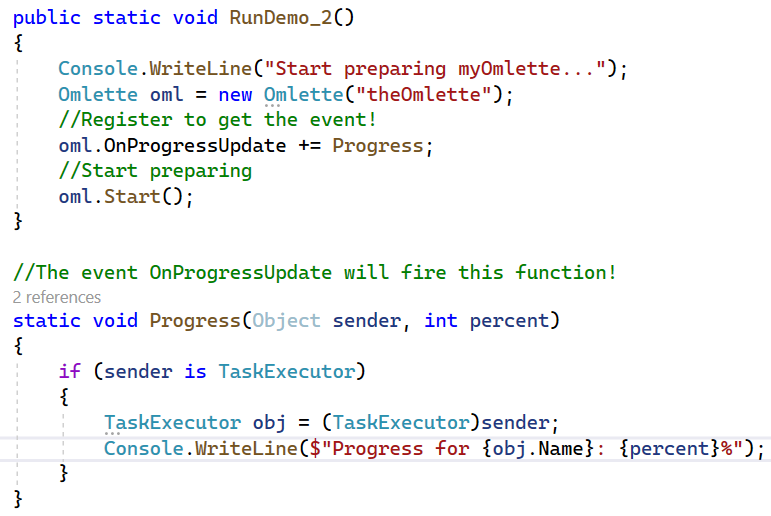 public static void RunDemo_2()
{
    Console.WriteLine("Start preparing myOmlette...");
    Omlette oml = new Omlette("theOmlette");
    //Register to get the event!
    oml.OnProgressUpdate += Progress;
    //Start preparing
    oml.Start();
}

//The event OnProgressUpdate will fire this function!
2 references
static void Progress(Object sender, int percent)
{
    if (sender is TaskExecutor)
    {
        TaskExecutor obj = (TaskExecutor)sender;
        Console.WriteLine($"Progress for {obj.Name}: {percent}%");
    }
}